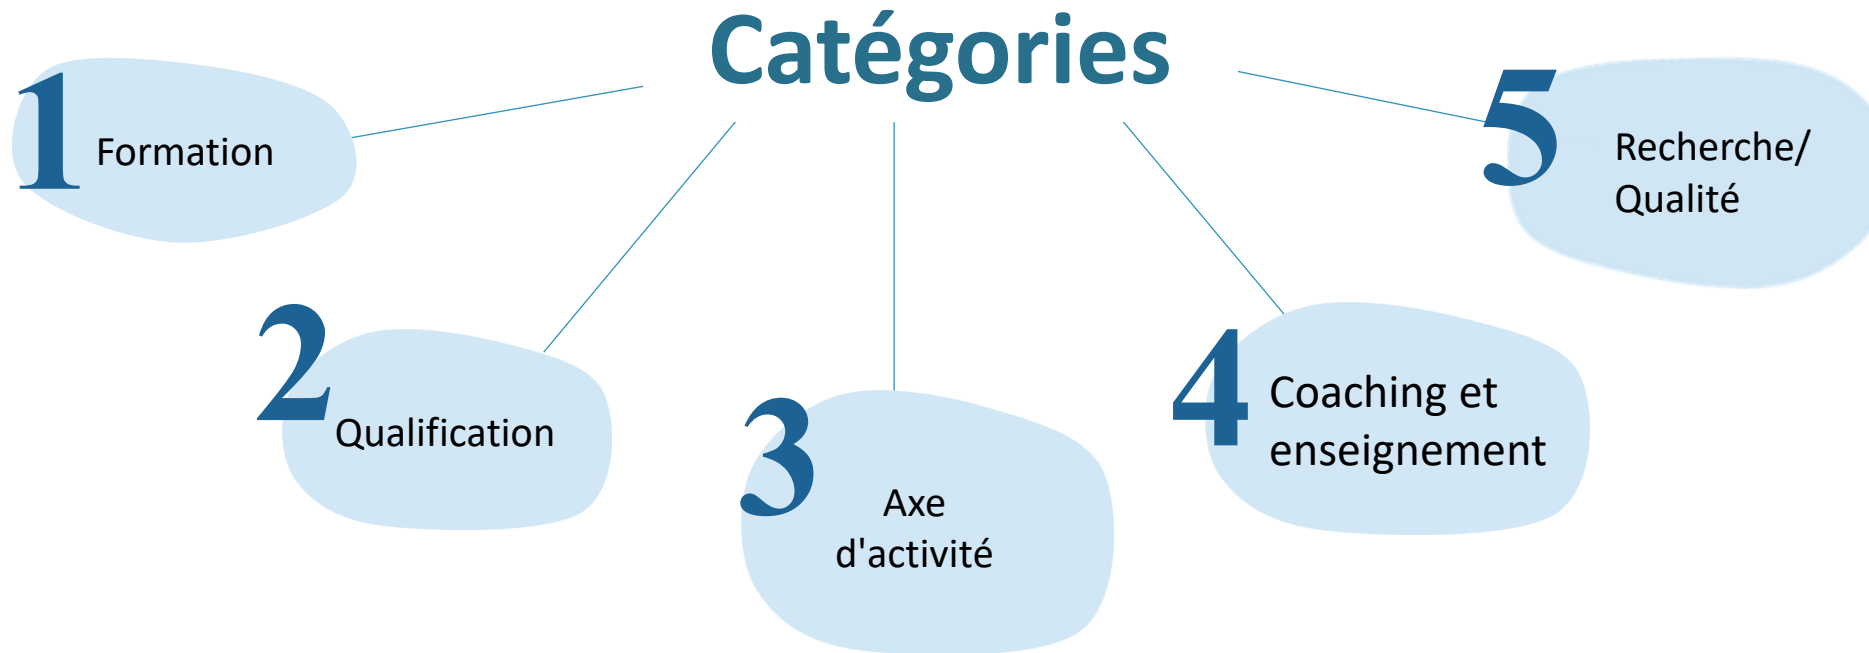 Catégories
1
Formation
2
Qualification
3
Axe
d'activité
4
Coaching et
enseignement
5
Recherche/
Qualité